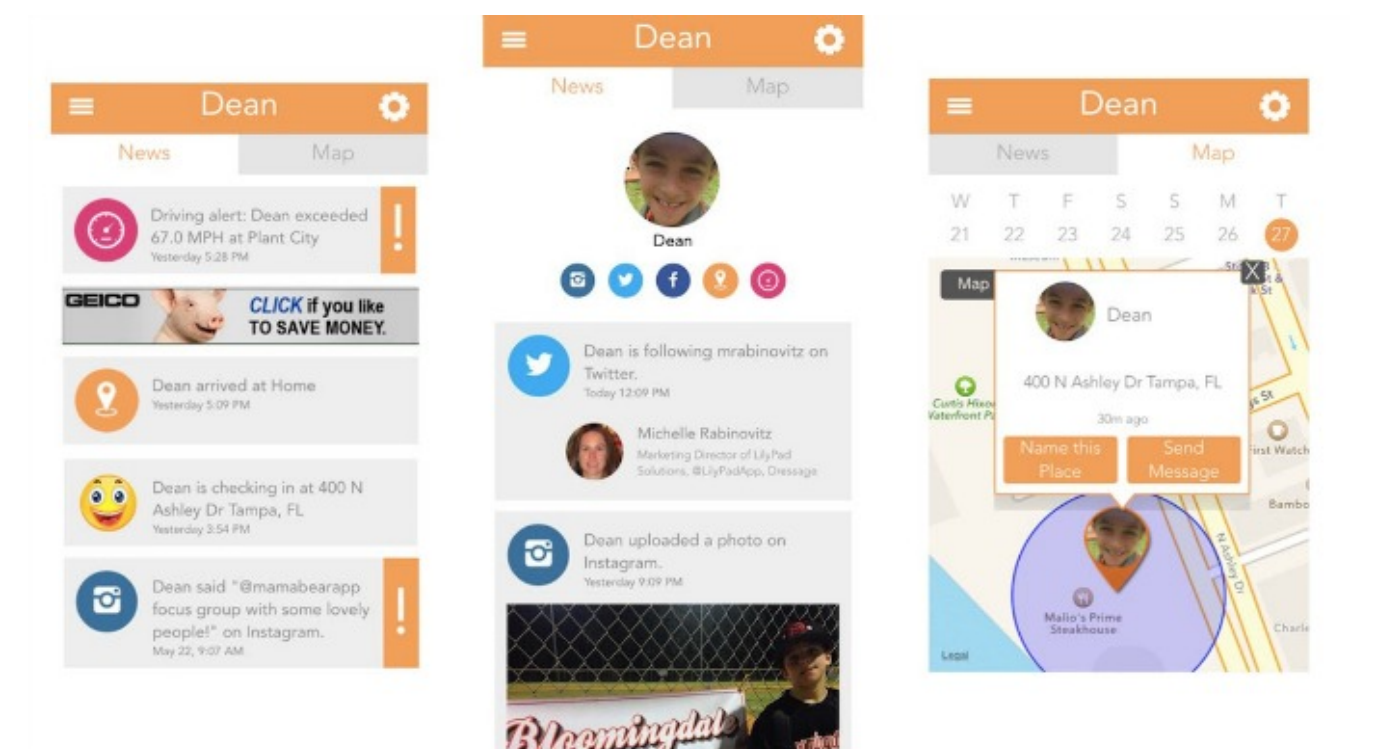 Dean
News Map
Driving alert: Dean exceeded
67.0 MPH at Plant City
Yesterday 5:28 PM
GEICO
CLICK if you like
TO SAVE MONEY.
Dean arrived at Home
Yesterday 5:09 PM
Dean is checking in at 400 N
Ashley Dr Tampa, FL
Yesterday 3:54 PM
Dean said "@mamabearapp
focus group with some lovely
people!" on Instagram.
May 22, 9:07 AM
Dean
News Map
Dean
Dean is following mrabinovitz on
Twitter.
Today 12:09 PM
Michelle Rabinovitz
Marketing Director of LilyPad
Solutions, @LilyPadApp, Dressage
Dean uploaded a photo on
Instagram.
Yesterday 9:09 PM
Bloomingdale
Dean
News Map
W T F S S M T
21 22 23 24 25 26 27
Map
X
Dean
400 N Ashley Dr Tampa, FL
30m ago
Name this
Place
Send
Message
Curtis
First Watch
Bambo
N Ashley Dr
Malio's Prime
Steakhouse
Charle
Legal